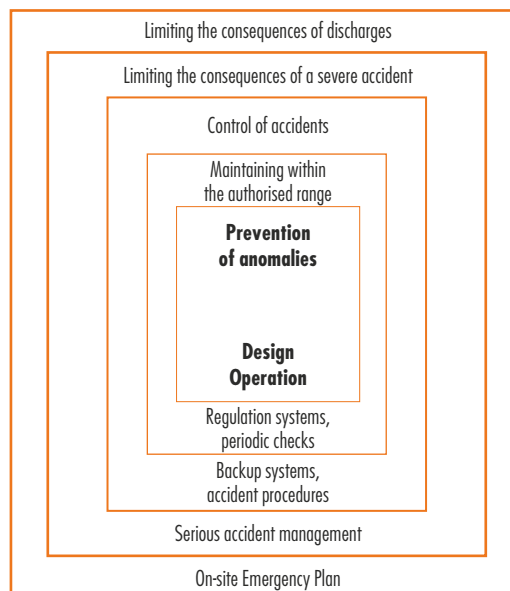 Limiting the consequences of discharges
Limiting the consequences of a severe accident
Control of accidents
Maintaining within
the authorised range
Prevention
of anomalies
Design
Operation
Regulation systems,
periodic checks
Backup systems,
accident procedures
Serious accident management
On-site Emergency Plan